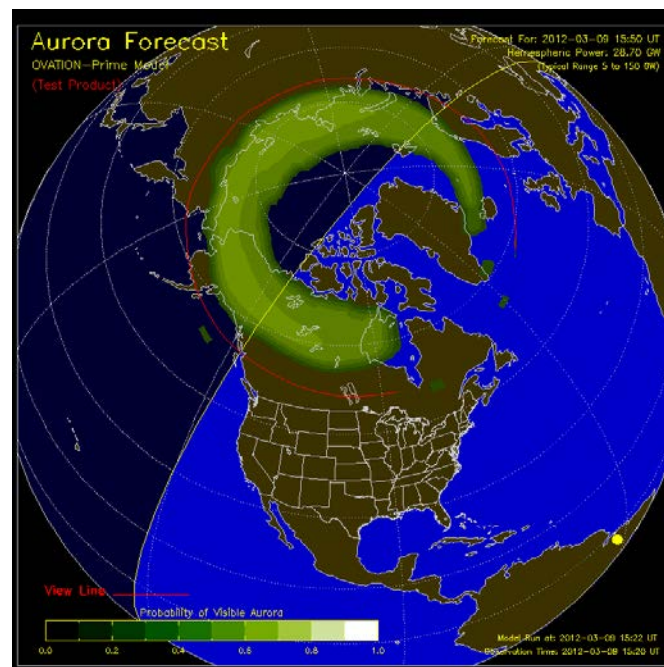 Aurora Forecast
OVATION-Prime Model
(Test Product)
Forecast For: 2012-03-09 15:50 UT
Hemispheric Power: 28.70 GW
(Typical Range 5 to 150 GW)
View Line
Probability of Visible Aurora
0.0 0.2 0.4 0.6 0.8 1.0
Model Run at: 2012-03-09 15:22 UT
Observation Time: 2012-03-09 15:20 UT